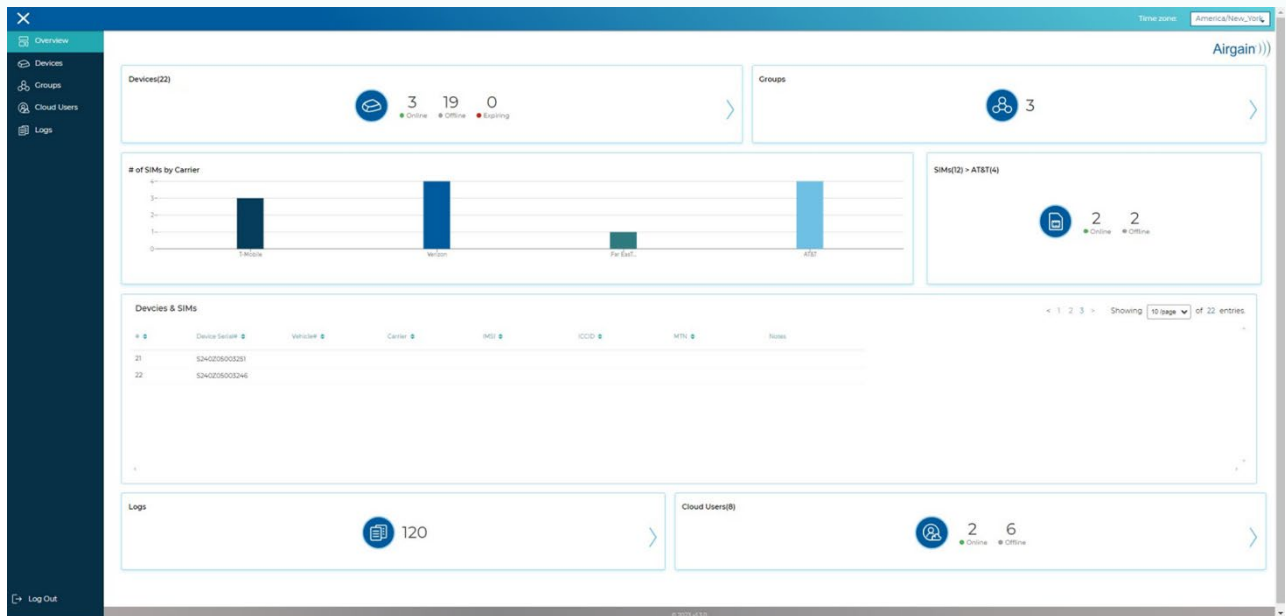 Time zone: America/New_York
Overview
Devices
Groups
Cloud Users
Logs
Log Out
Airgain
Devices(22)
3 19 0
Online Offline Expiring
Groups
3
# of SIMs by Carrier
4
3
2
1
0
T-Mobile Verizon Far EasT... AT&T
SIMs(12) > AT&T(4)
2 2
Online Offline
Devcies & SIMs
< 1 2 3 > Showing 10 /page of 22 entries
# Device Serial# Vehicle# Carrier IMSI ICCID MTN Notes
21 S240Z05003251
22 S240Z05003246
Logs
120
Cloud Users(8)
2 6
Online Offline